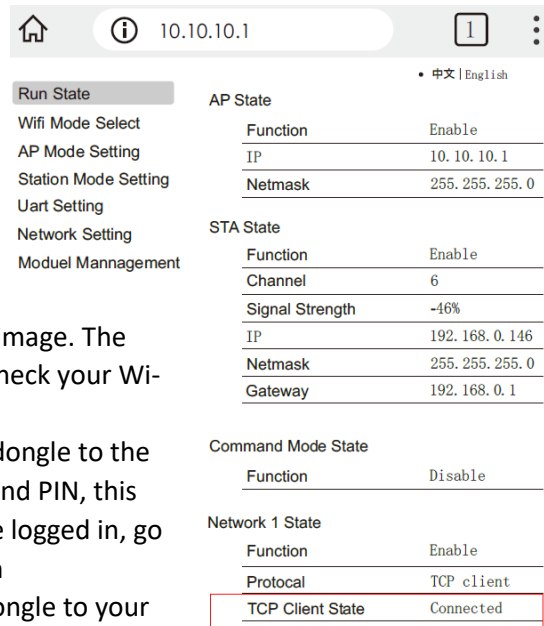 10.10.10.1
1
• 中文 | English
Run State
Wifi Mode Select
AP Mode Setting
Station Mode Setting
Uart Setting
Network Setting
Moduel Mannagement
AP State
Function Enable
IP 10. 10. 10. 1
Netmask 255. 255. 255. 0
STA State
Function Enable
Channel 6
Signal Strength -46%
IP 192. 168. 0. 146
Netmask 255. 255. 255. 0
Gateway 192. 168. 0. 1
Command Mode State
Function Disable
Network 1 State
Function Enable
Protocal TCP client
TCP Client State Connected
mage. The
heck your Wi-
dongle to the
nd PIN, this
e logged in, go
ongle to your